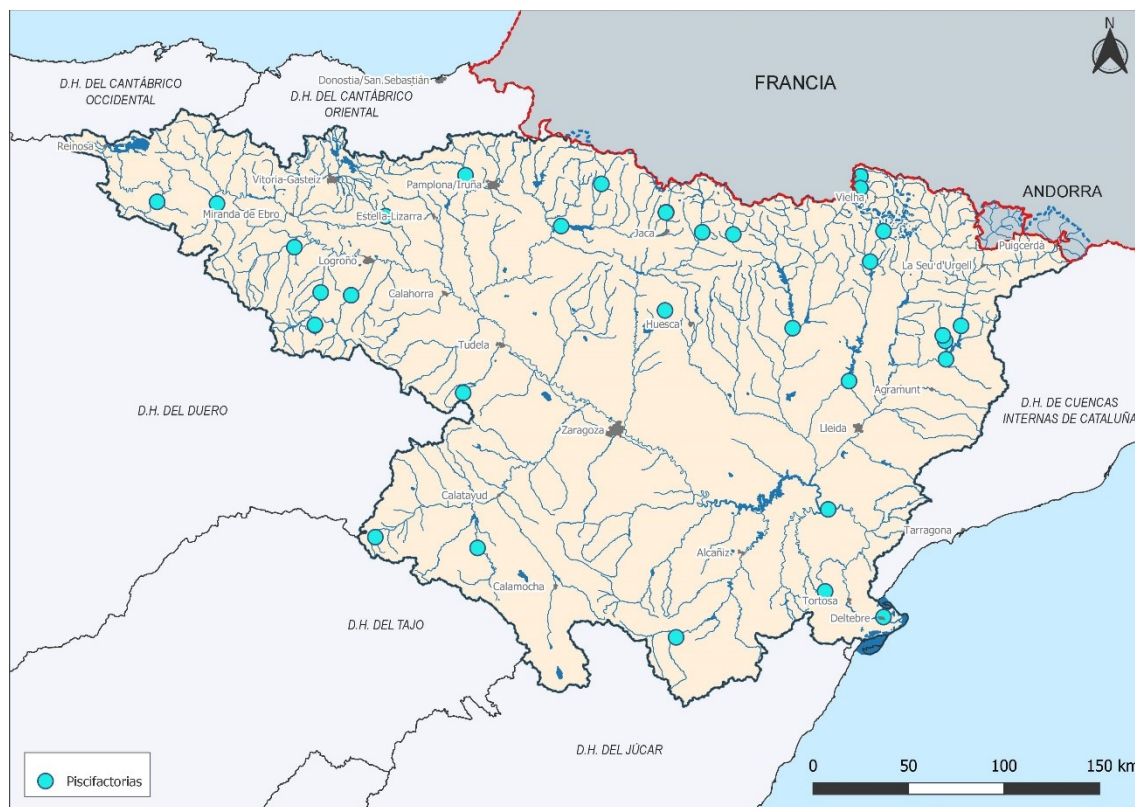 N
FRANCIA
Donostia/San.Sebastián
D.H. DEL CANTÁBRICO
OCCIDENTAL
D.H. DEL CANTÁBRICO
ORIENTAL
Reinosa
Vitoria-Gasteiz
Pamplona/Iruña
Vielha
ANDORRA
Miranda de Ebro
Estella-Lizarra
Jaca
Puigcerdà
Logroño
La Seu d'Urgell
Calahorra
Huesca
Tudela
Agramunt
D.H. DEL DUERO
D.H. DE CUENCAS
INTERNAS DE CATALUÑA
Zaragoza
Lleida
Calatayud
Tarragona
Alcañiz
Calamocha
Tortosa
Deltebre
D.H. DEL TAJO
D.H. DEL JÚCAR
Piscifactorias
0 50 100 150 km